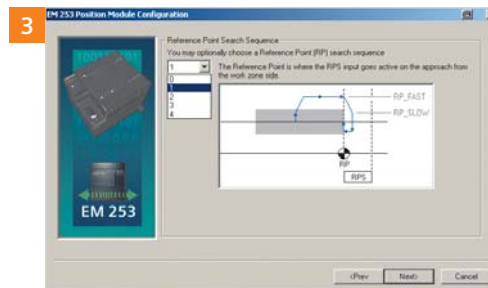 3
EM 253 Position Module Configuration
Reference Point Search Sequence
You may optionally choose a Reference Point (RP) search sequence
1
The Reference Point is where the RPS input goes active on the approach from
the work zone side.
0
1
2
3
4
RP_FAST
RP_SLOW
RP
RPS
EM 253
<Prev
Next>
Cancel